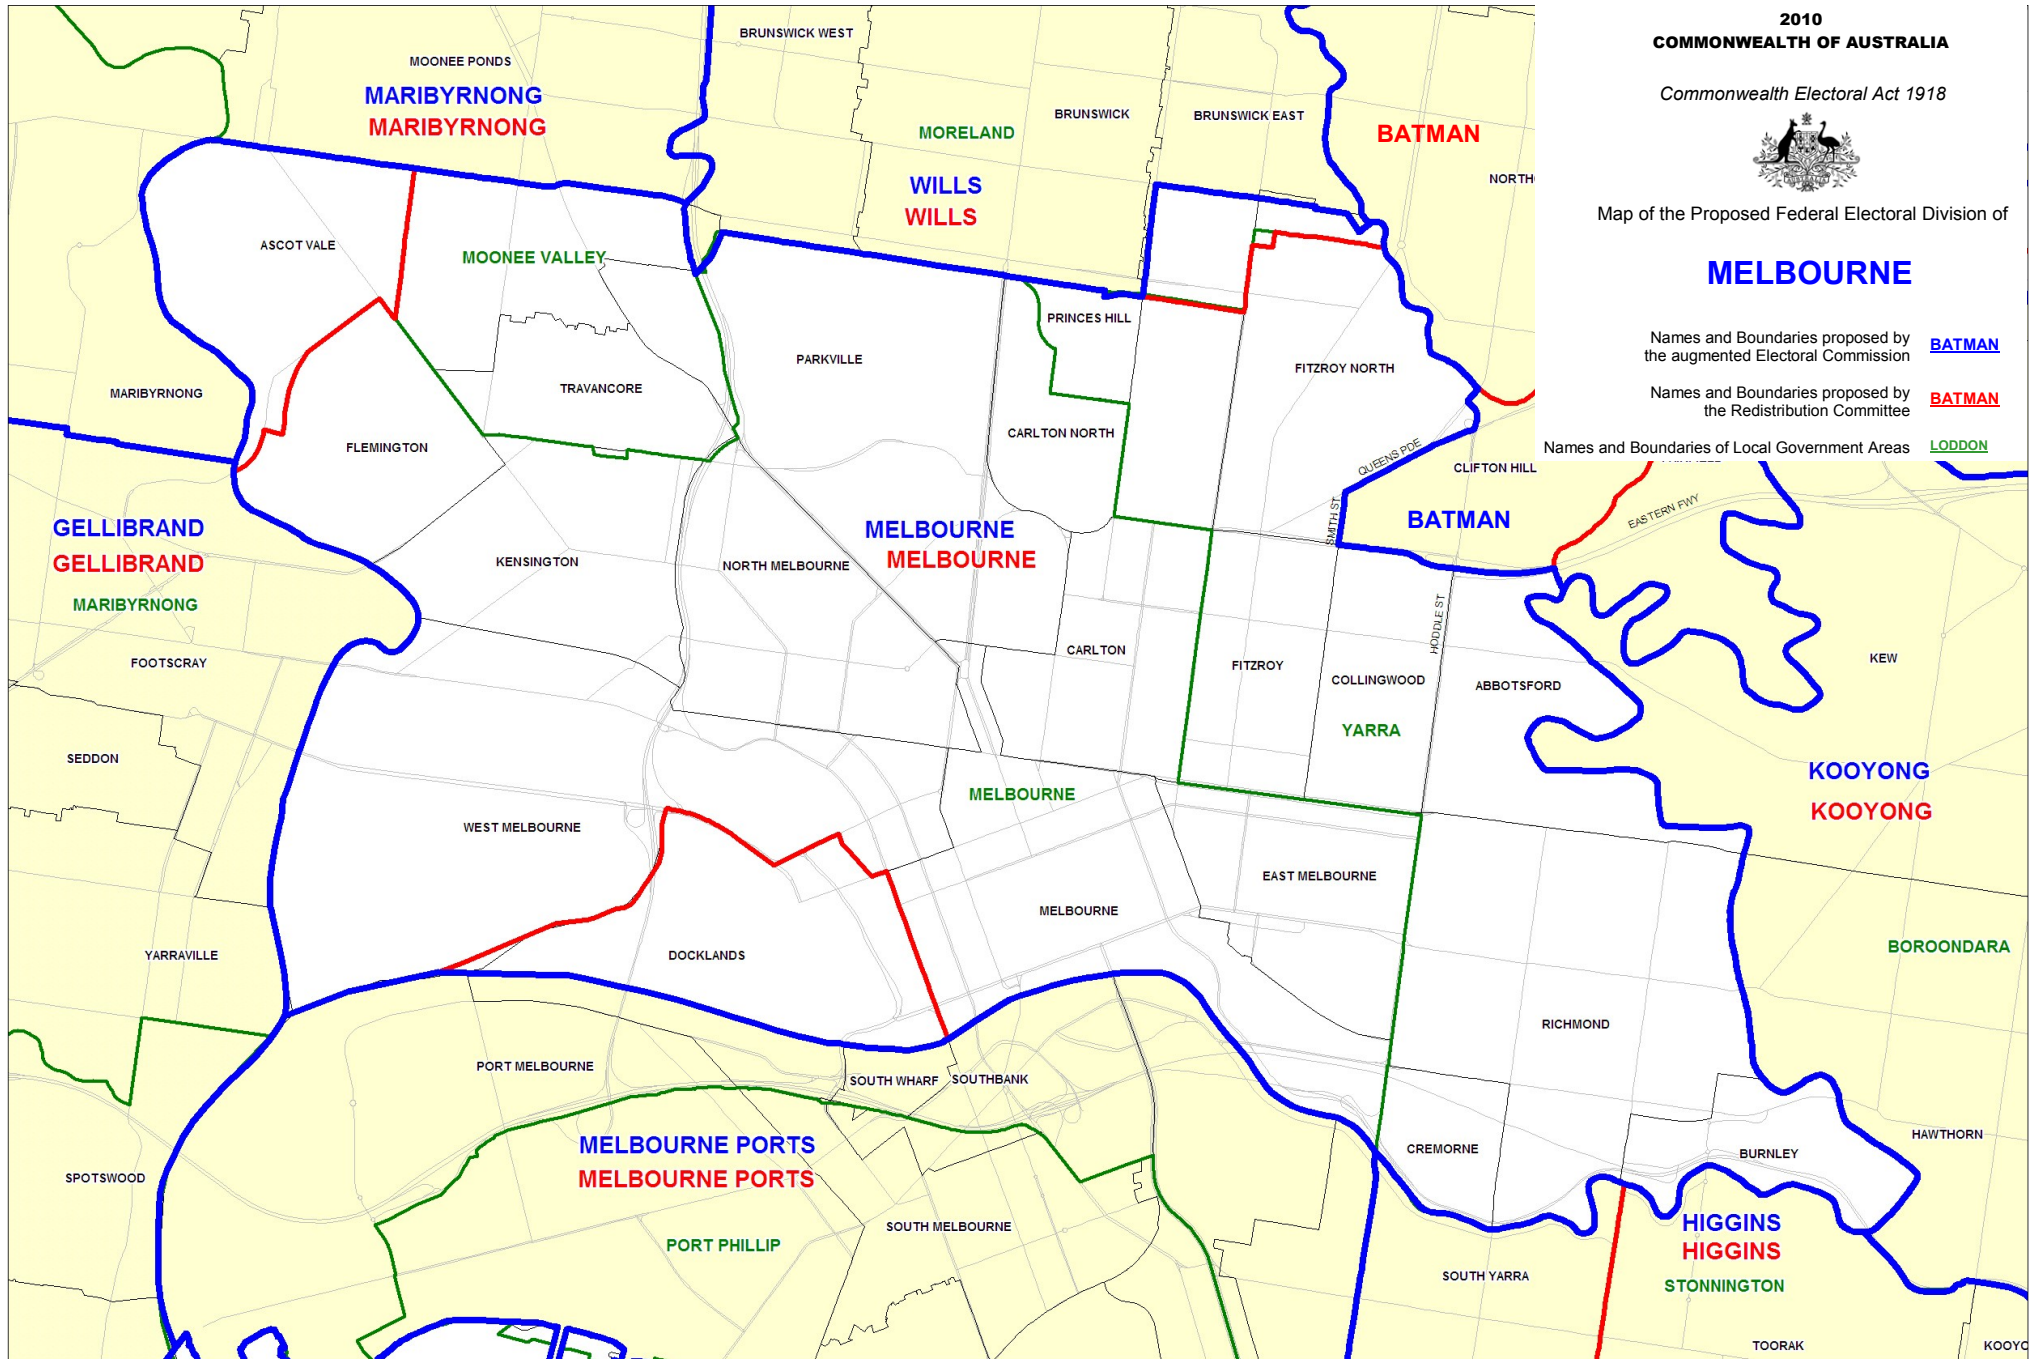 2010
COMMONWEALTH OF AUSTRALIA
Commonwealth Electoral Act 1918
AUSTRALIA
Map of the Proposed Federal Electoral Division of
MELBOURNE
Names and Boundaries proposed by
the augmented Electoral Commission
BATMAN
Names and Boundaries proposed by
the Redistribution Committee
BATMAN
Names and Boundaries of Local Government Areas
LODDON
BRUNSWICK WEST
MOONEE PONDS
MARIBYRNONG
MARIBYRNONG
BRUNSWICK
BRUNSWICK EAST
MORELAND
BATMAN
NORTH
WILLS
WILLS
ASCOT VALE
MOONEE VALLEY
PRINCES HILL
PARKVILLE
FITZROY NORTH
TRAVANCORE
MARIBYRNONG
CARLTON NORTH
FLEMINGTON
QUEENS PDE
CLIFTON HILL
SMITH ST
EASTERN FWY
BATMAN
GELLIBRAND
GELLIBRAND
MELBOURNE
MELBOURNE
KENSINGTON
NORTH MELBOURNE
MARIBYRNONG
HODDLE ST
CARLTON
FOOTSCRAY
FITZROY
COLLINGWOOD
ABBOTSFORD
KEW
YARRA
SEDDON
KOOYONG
KOOYONG
MELBOURNE
WEST MELBOURNE
EAST MELBOURNE
MELBOURNE
YARRAVILLE
DOCKLANDS
BOROONDARA
RICHMOND
PORT MELBOURNE
SOUTH WHARF
SOUTHBANK
HAWTHORN
MELBOURNE PORTS
MELBOURNE PORTS
CREMORNE
BURNLEY
SPOTSWOOD
SOUTH MELBOURNE
HIGGINS
HIGGINS
PORT PHILLIP
SOUTH YARRA
STONNINGTON
TOORAK
KOOYO